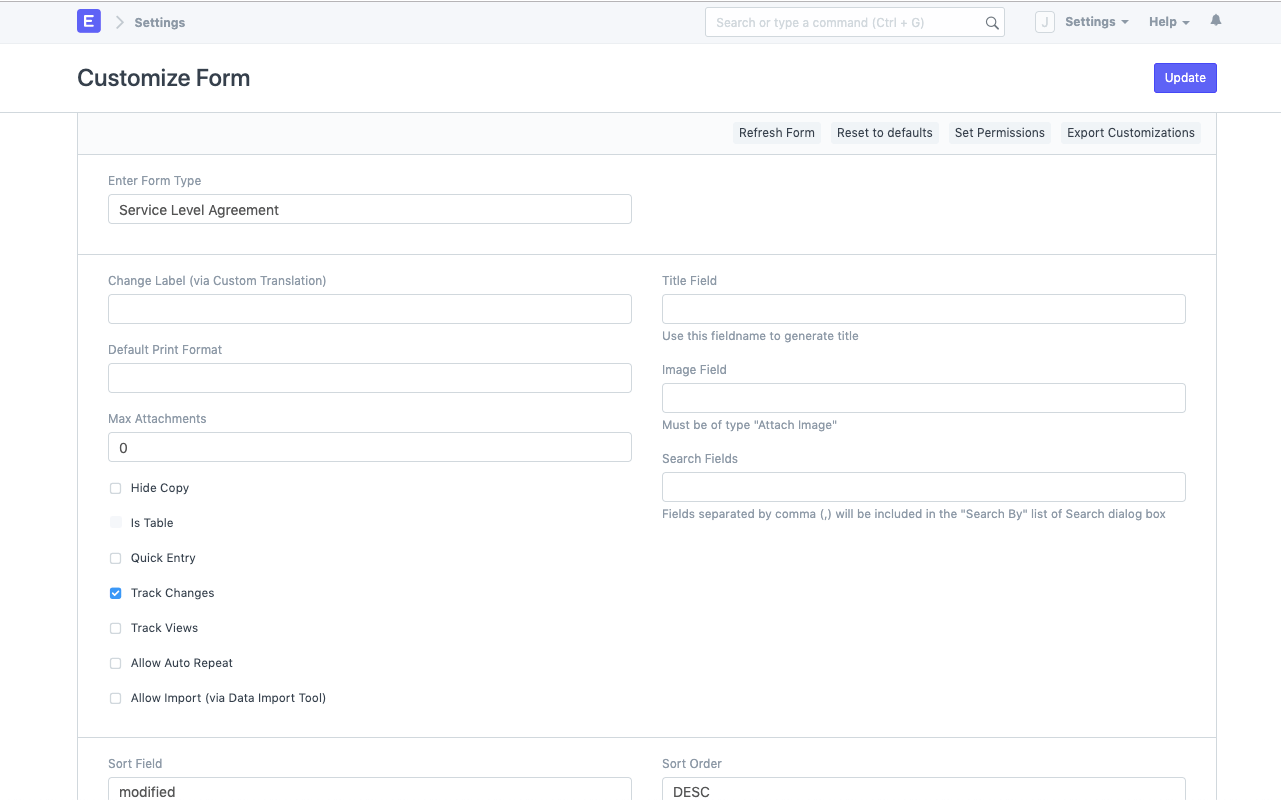 E
Settings
Search or type a command (Ctrl + G)
J
Settings
Help
Customize Form
Update
Refresh Form
Reset to defaults
Set Permissions
Export Customizations
Enter Form Type
Service Level Agreement
Change Label (via Custom Translation)
Default Print Format
Max Attachments
0
Hide Copy
Is Table
Quick Entry
Track Changes
Track Views
Allow Auto Repeat
Allow Import (via Data Import Tool)
Title Field
Use this fieldname to generate title
Image Field
Must be of type "Attach Image"
Search Fields
Fields separated by comma (,) will be included in the "Search By" list of Search dialog box
Sort Field
modified
Sort Order
DESC